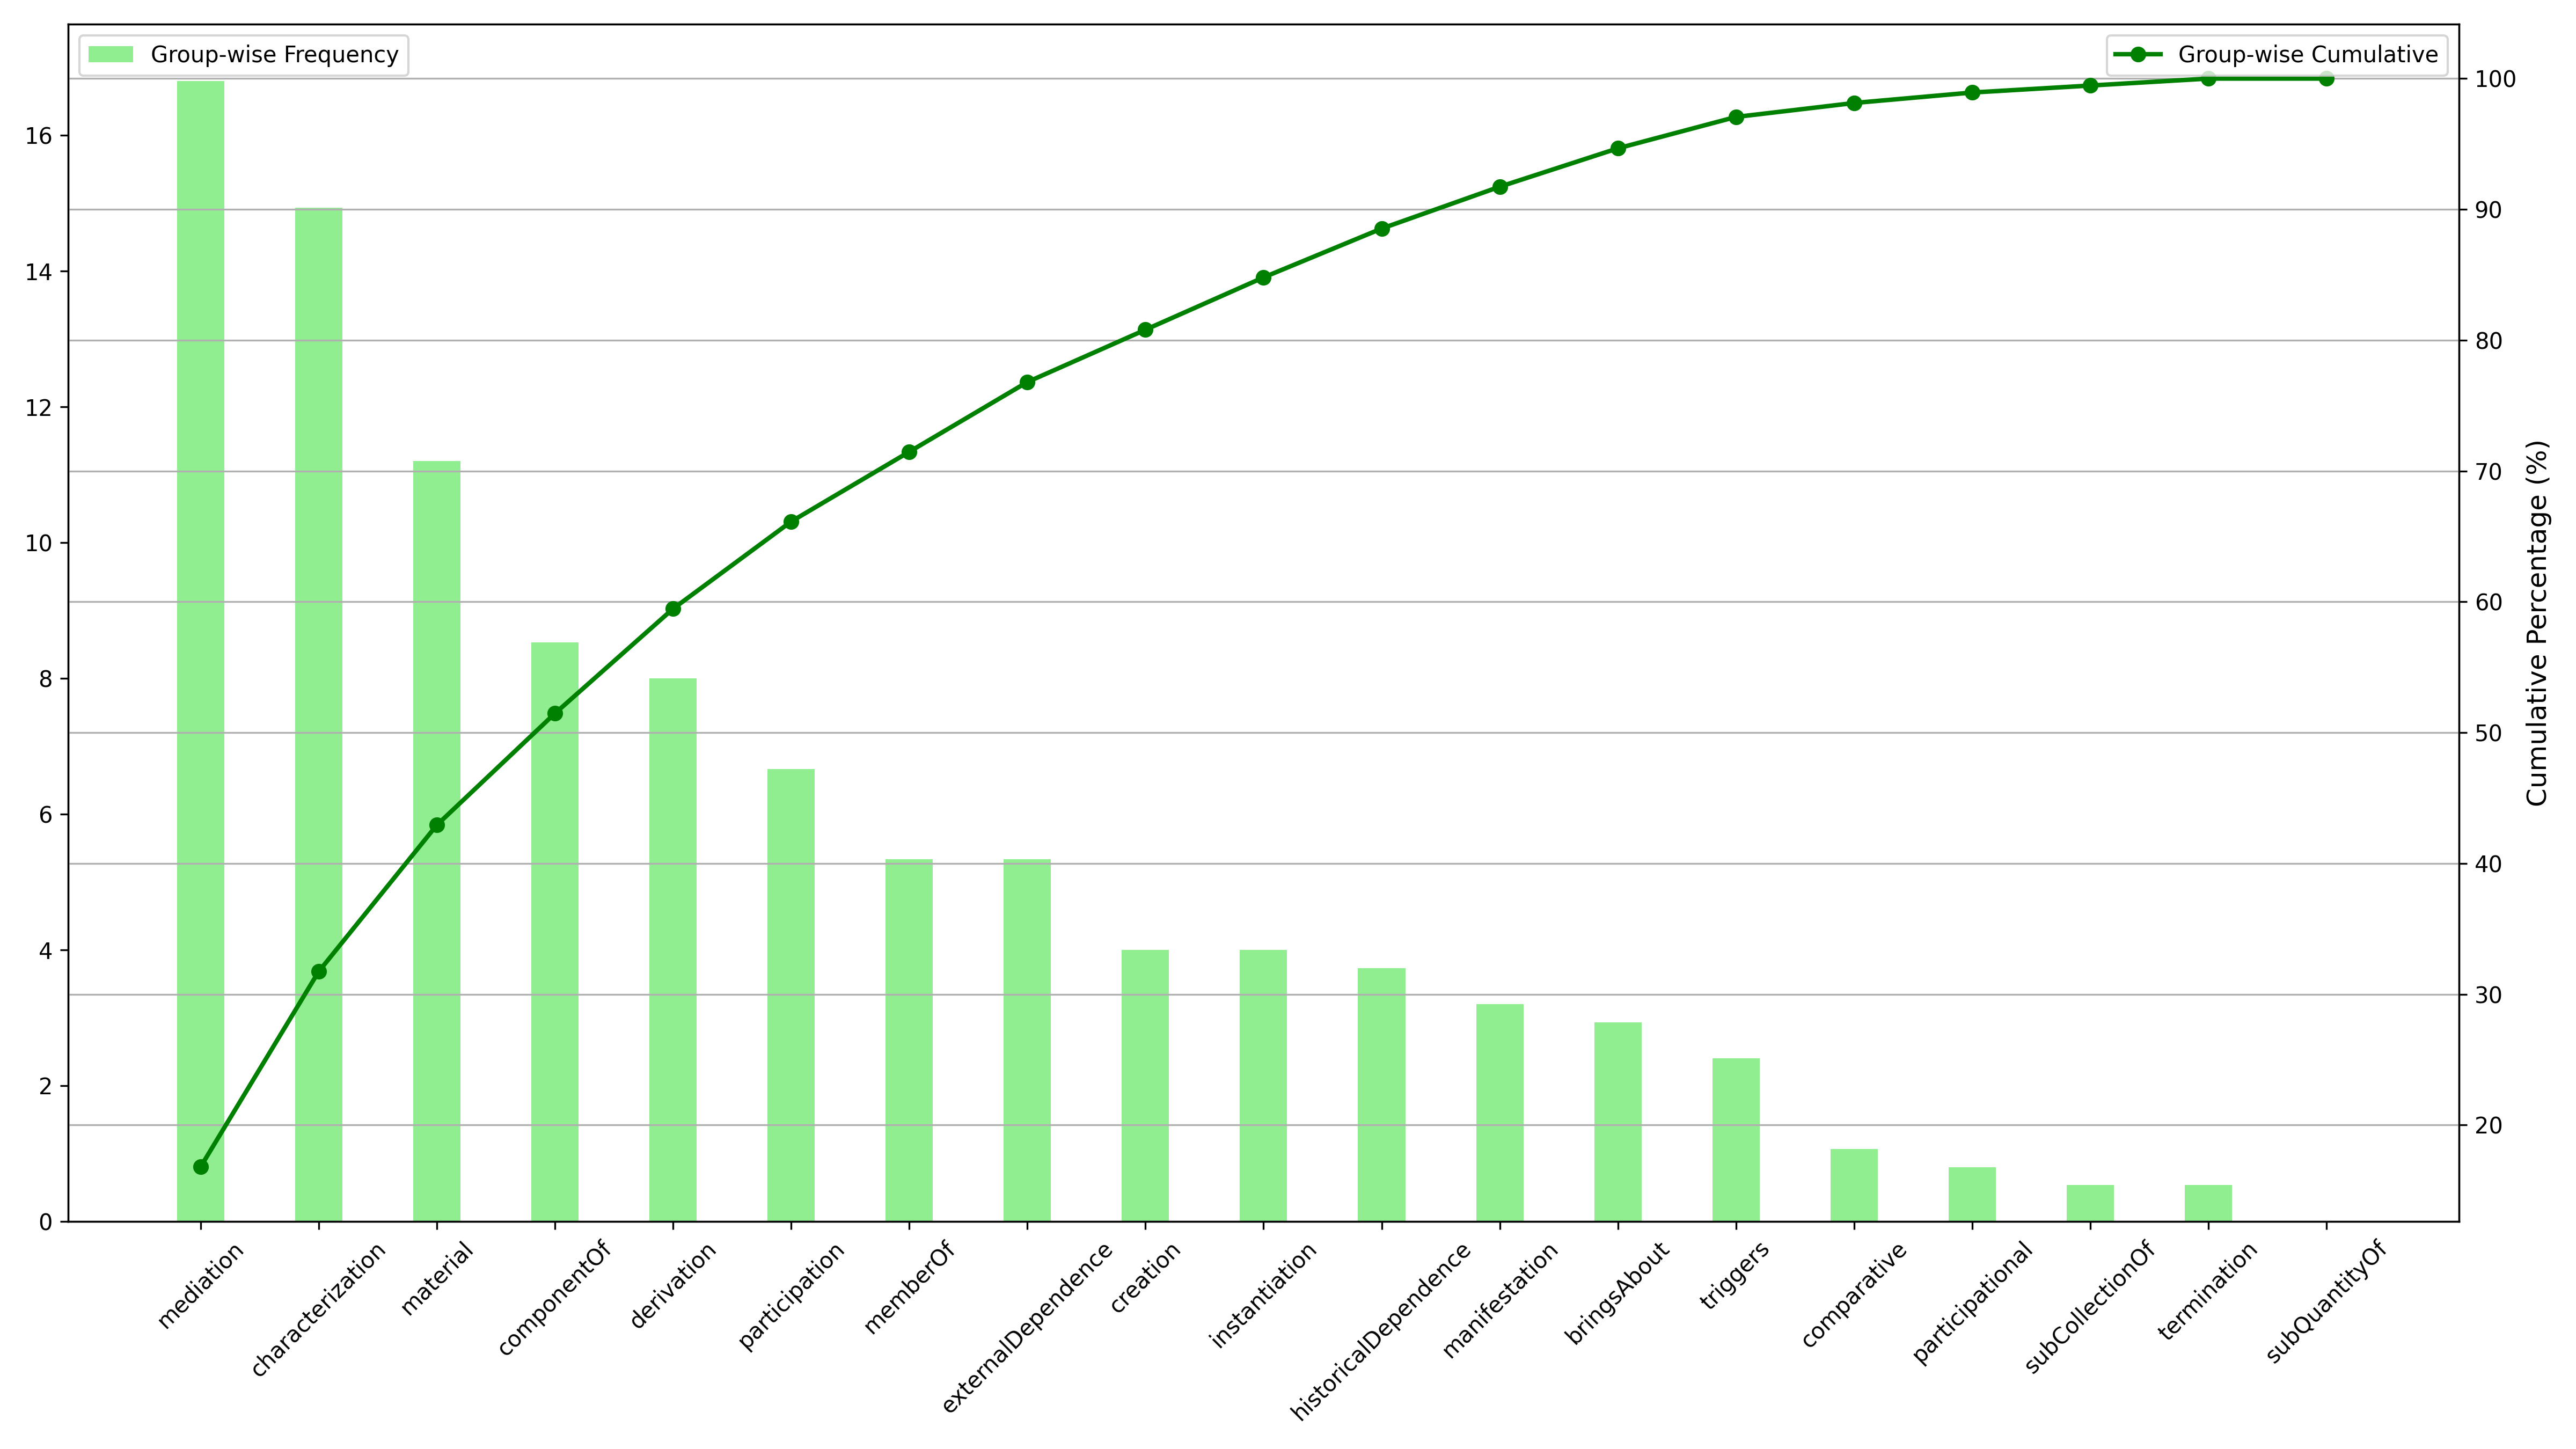 Group-wise Frequency
Group-wise Cumulative
16
14
12
10
8
6
4
2
0
100
90
80
70
60
50
40
30
20
Cumulative Percentage (%)
mediation
characterization
material
componentOf
derivation
participation
memberOf
externalDependence
creation
instantiation
historicalDependence
manifestation
bringsAbout
triggers
comparative
participational
subCollectionOf
termination
subQuantityOf